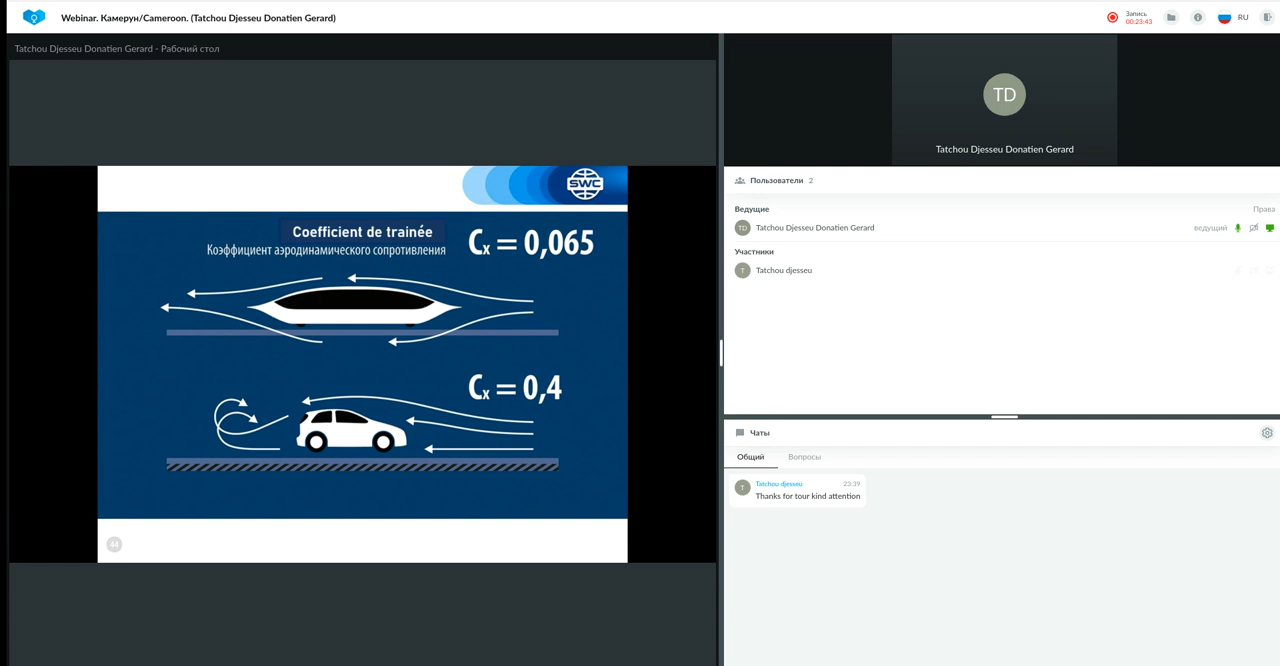 Webinar. Камерун/Cameroon. (Tatchou Djesseu Donatien Gerard)
Запись
00:23:43
RU
Tatchou Djesseu Donatien Gerard - Рабочий стол
TD
Tatchou Djesseu Donatien Gerard
SWC
Coefficient de trainée
Коэффициент аэродинамического сопротивления
Cx = 0,065
Cx = 0,4
44
Пользователи 2
Ведущие Права
TD Tatchou Djesseu Donatien Gerard ведущий
Участники
T Tatchou djesseu
Чаты
Общий Вопросы
T Tatchou djesseu 23:39
Thanks for tour kind attention